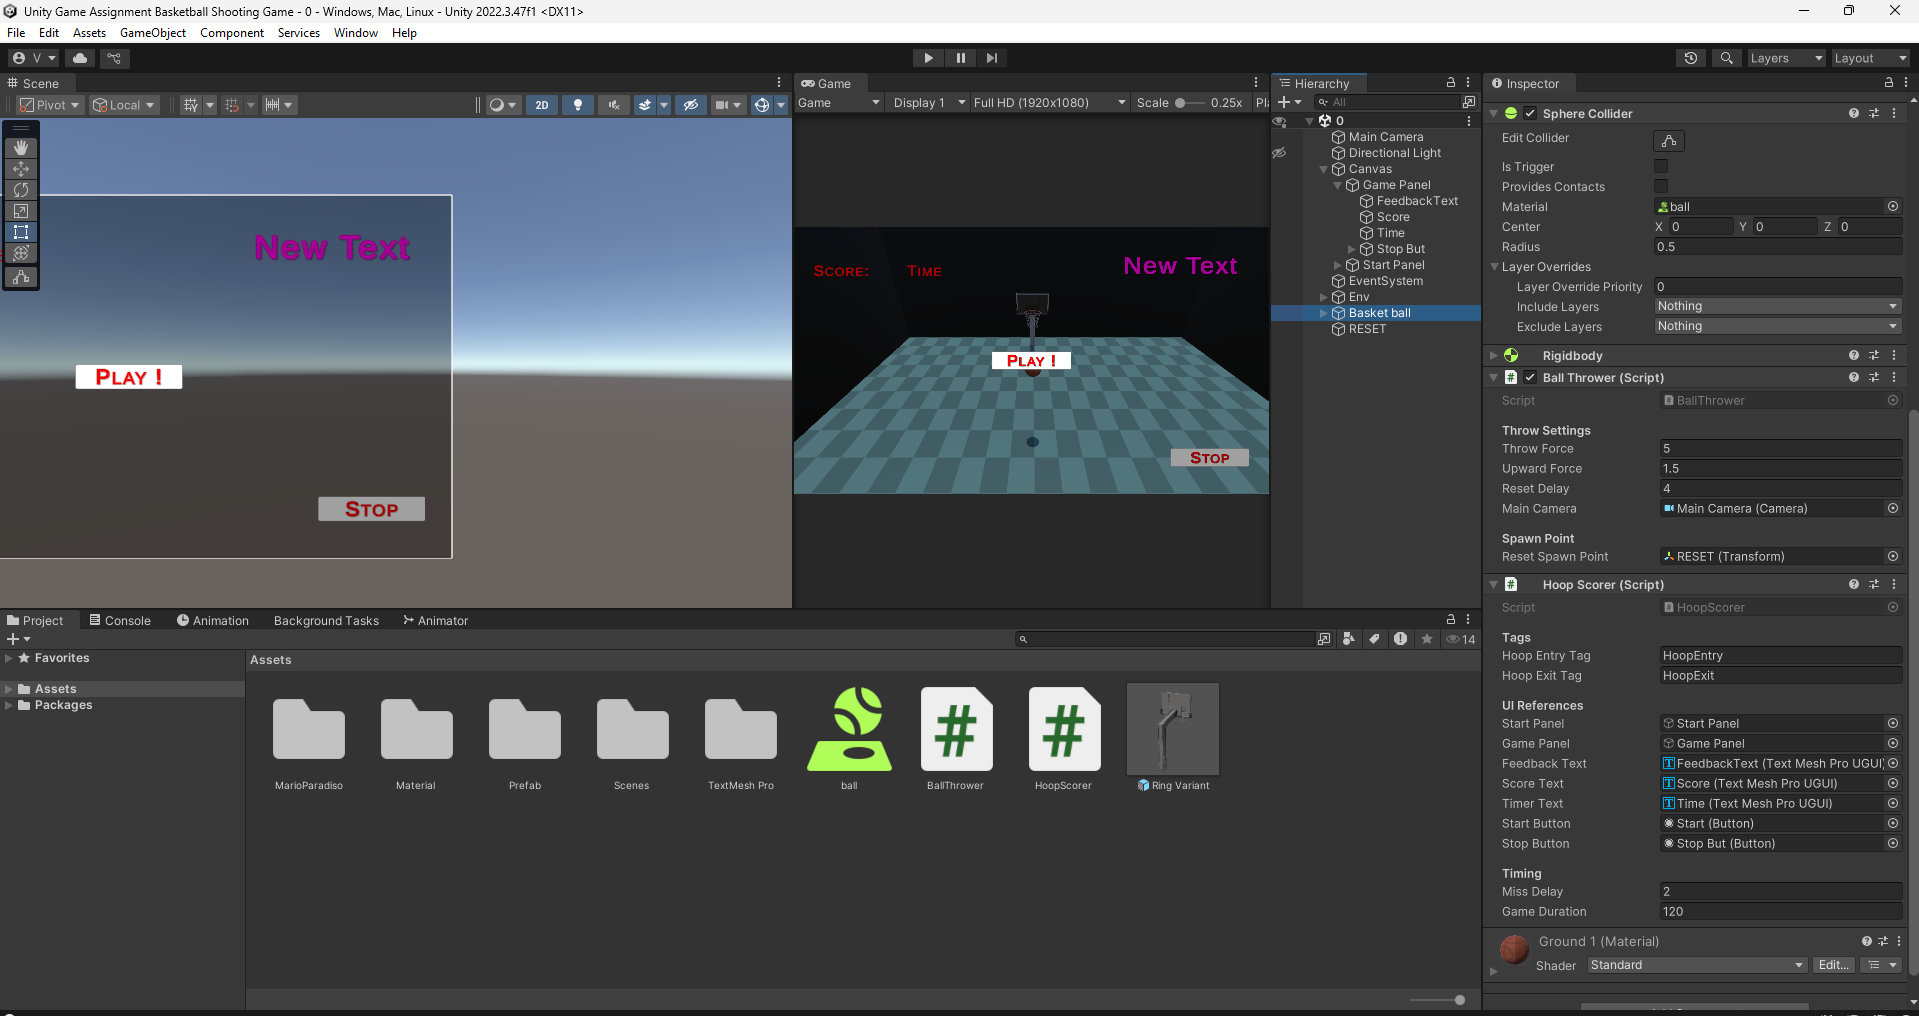 Unity Game Assignment Basketball Shooting Game - 0 - Windows, Mac, Linux - Unity 2022.3.47f1 <DX11>
File Edit Assets GameObject Component Services Window Help
V
Layers
Layout
Scene
Pivot
Local
2D
New Text
PLAY !
STOP
Game
Game
Display 1
Full HD (1920x1080)
Scale
0.25x
SCORE:
TIME
New Text
PLAY !
STOP
Hierarchy
All
0
Main Camera
Directional Light
Canvas
Game Panel
FeedbackText
Score
Time
Stop But
Start Panel
EventSystem
Env
Basket ball
RESET
Inspector
Sphere Collider
Edit Collider
Is Trigger
Provides Contacts
Material ball
Center X 0 Y 0 Z 0
Radius 0.5
Layer Overrides
Layer Override Priority 0
Include Layers Nothing
Exclude Layers Nothing
Rigidbody
Ball Thrower (Script)
Script BallThrower
Throw Settings
Throw Force 5
Upward Force 1.5
Reset Delay 4
Main Camera Main Camera (Camera)
Spawn Point
Reset Spawn Point RESET (Transform)
Hoop Scorer (Script)
Script HoopScorer
Tags
Hoop Entry Tag HoopEntry
Hoop Exit Tag HoopExit
UI References
Start Panel Start Panel
Game Panel Game Panel
Feedback Text FeedbackText (Text Mesh Pro UGUI)
Score Text Score (Text Mesh Pro UGUI)
Timer Text Time (Text Mesh Pro UGUI)
Start Button Start (Button)
Stop Button Stop But (Button)
Timing
Miss Delay 2
Game Duration 120
Ground 1 (Material)
Shader Standard Edit...
Project
Console
Animation
Background Tasks
Animator
14
Favorites
Assets
Packages
Assets
MarioParadiso
Material
Prefab
Scenes
TextMesh Pro
ball
BallThrower
HoopScorer
Ring Variant